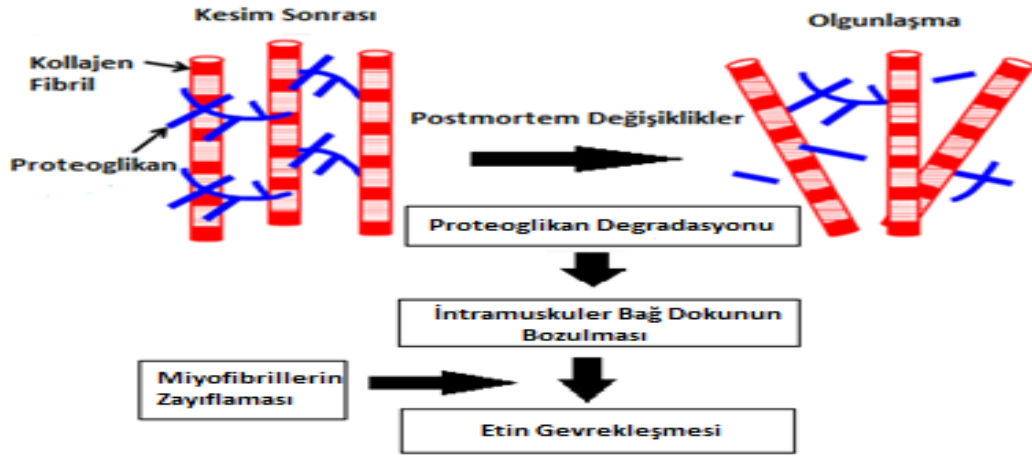 Kesim Sonrası
Olgunlaşma
Kollajen
Fibril
Proteoglikan
Postmortem Değişiklikler
Proteoglikan Degradasyonu
İntramuskuler Bağ Dokunun
Bozulması
Miyofibrillerin
Zayıflaması
Etin Gevrekleşmesi